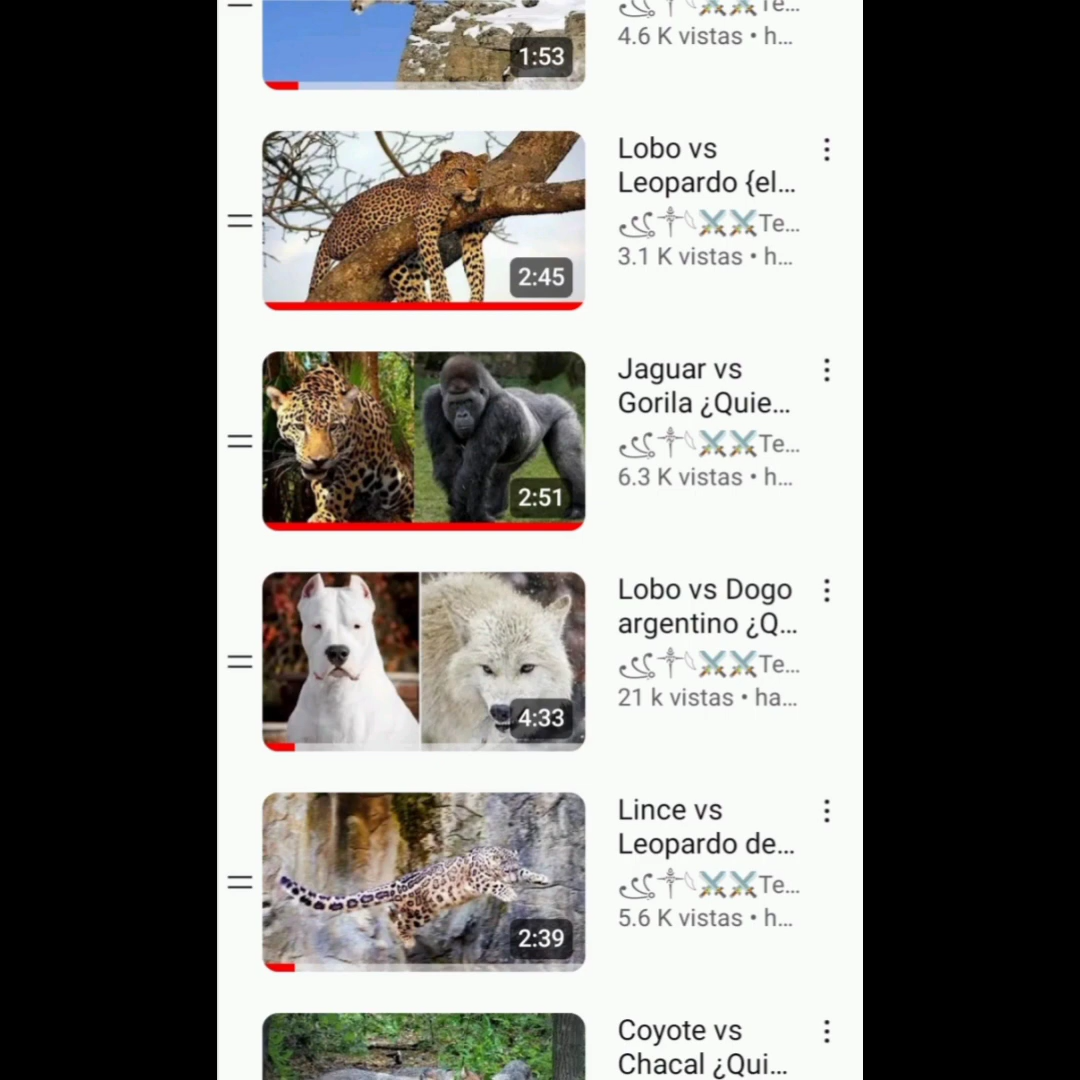 Te...
4.6 K vistas • h...
1:53
Lobo vs
Leopardo {el...
⚔️⚔️Te...
3.1 K vistas • h...
2:45
Jaguar vs
Gorila ¿Quie...
⚔️⚔️Te...
6.3 K vistas • h...
2:51
Lobo vs Dogo
argentino ¿Q...
⚔️⚔️Te...
21 k vistas • ha...
4:33
Lince vs
Leopardo de...
⚔️⚔️Te...
5.6 K vistas • h...
2:39
Coyote vs
Chacal ¿Qui...